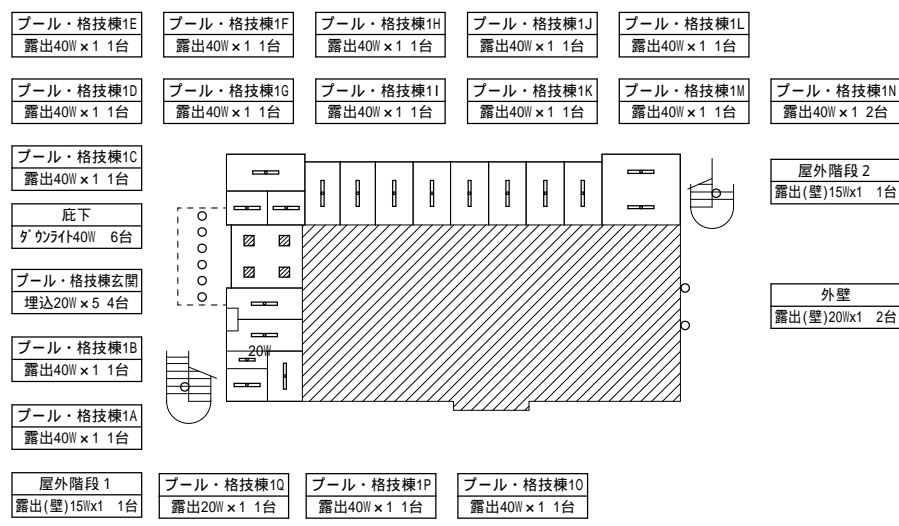 プール・格技棟1E
露出40W×1 1台
プール・格技棟1F
露出40W×1 1台
プール・格技棟1H
露出40W×1 1台
プール・格技棟1J
露出40W×1 1台
プール・格技棟1L
露出40W×1 1台
プール・格技棟1D
露出40W×1 1台
プール・格技棟1G
露出40W×1 1台
プール・格技棟1I
露出40W×1 1台
プール・格技棟1K
露出40W×1 1台
プール・格技棟1M
露出40W×1 1台
プール・格技棟1N
露出40W×1 2台
プール・格技棟1C
露出40W×1 1台
屋外階段2
露出(壁)15Wx1 1台
庇下
ダウンライト40W 6台
プール・格技棟玄関
埋込20W×5 4台
外壁
露出(壁)20Wx1 2台
プール・格技棟1B
露出40W×1 1台
20W
プール・格技棟1A
露出40W×1 1台
屋外階段1
露出(壁)15Wx1 1台
プール・格技棟1Q
露出20W×1 1台
プール・格技棟1P
露出40W×1 1台
プール・格技棟1O
露出40W×1 1台